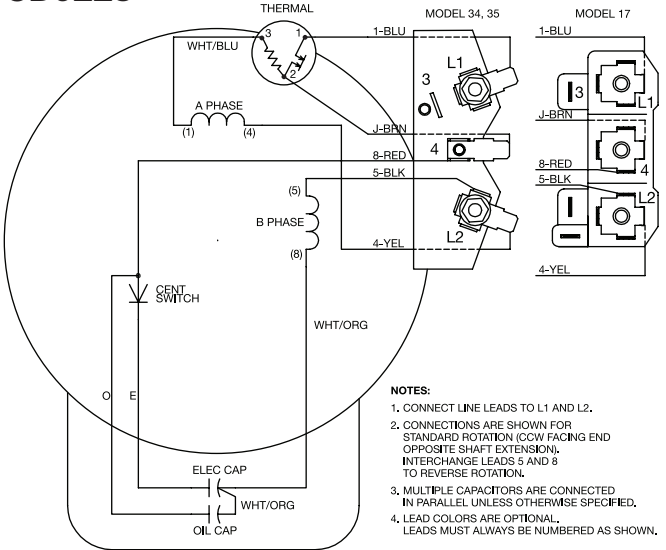 THERMAL
MODEL 34, 35
MODEL 17
3
1
2
WHT/BLU
1-BLU
1-BLU
L1
3
3
L1
A PHASE
(1)
(4)
J-BRN
J-BRN
4
8-RED
8-RED
4
5-BLK
5-BLK
(5)
L2
B PHASE
L2
(8)
4-YEL
4-YEL
CENT
SWITCH
WHT/ORG
O
E
ELEC CAP
WHT/ORG
OIL CAP
NOTES:
1. CONNECT LINE LEADS TO L1 AND L2.
2. CONNECTIONS ARE SHOWN FOR
STANDARD ROTATION (CCW FACING END
OPPOSITE SHAFT EXTENSION).
INTERCHANGE LEADS 5 AND 8
TO REVERSE ROTATION.
3. MULTIPLE CAPACITORS ARE CONNECTED
IN PARALLEL UNLESS OTHERWISE SPECIFIED.
4. LEAD COLORS ARE OPTIONAL.
LEADS MUST ALWAYS BE NUMBERED AS SHOWN.